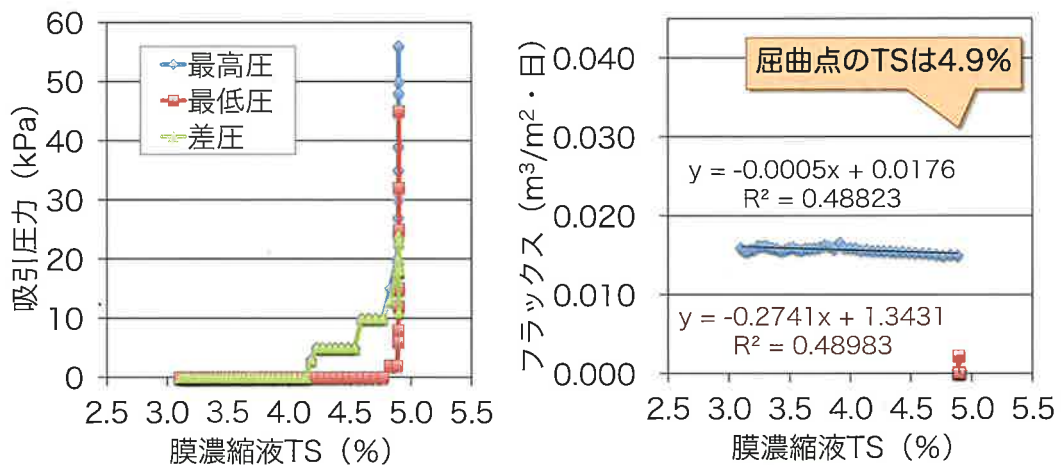 60
50
40
30
20
10
0
吸引圧力（kPa）
最高圧
最低圧
差圧
2.5 3.0 3.5 4.0 4.5 5.0 5.5
膜濃縮液TS（%）
0.040
0.030
0.020
0.010
0.000
フラックス（m³/m²・日）
屈曲点のTSは4.9%
y = -0.0005x + 0.0176
R² = 0.48823
y = -0.2741x + 1.3431
R² = 0.48983
2.5 3.0 3.5 4.0 4.5 5.0 5.5
膜濃縮液TS（%）